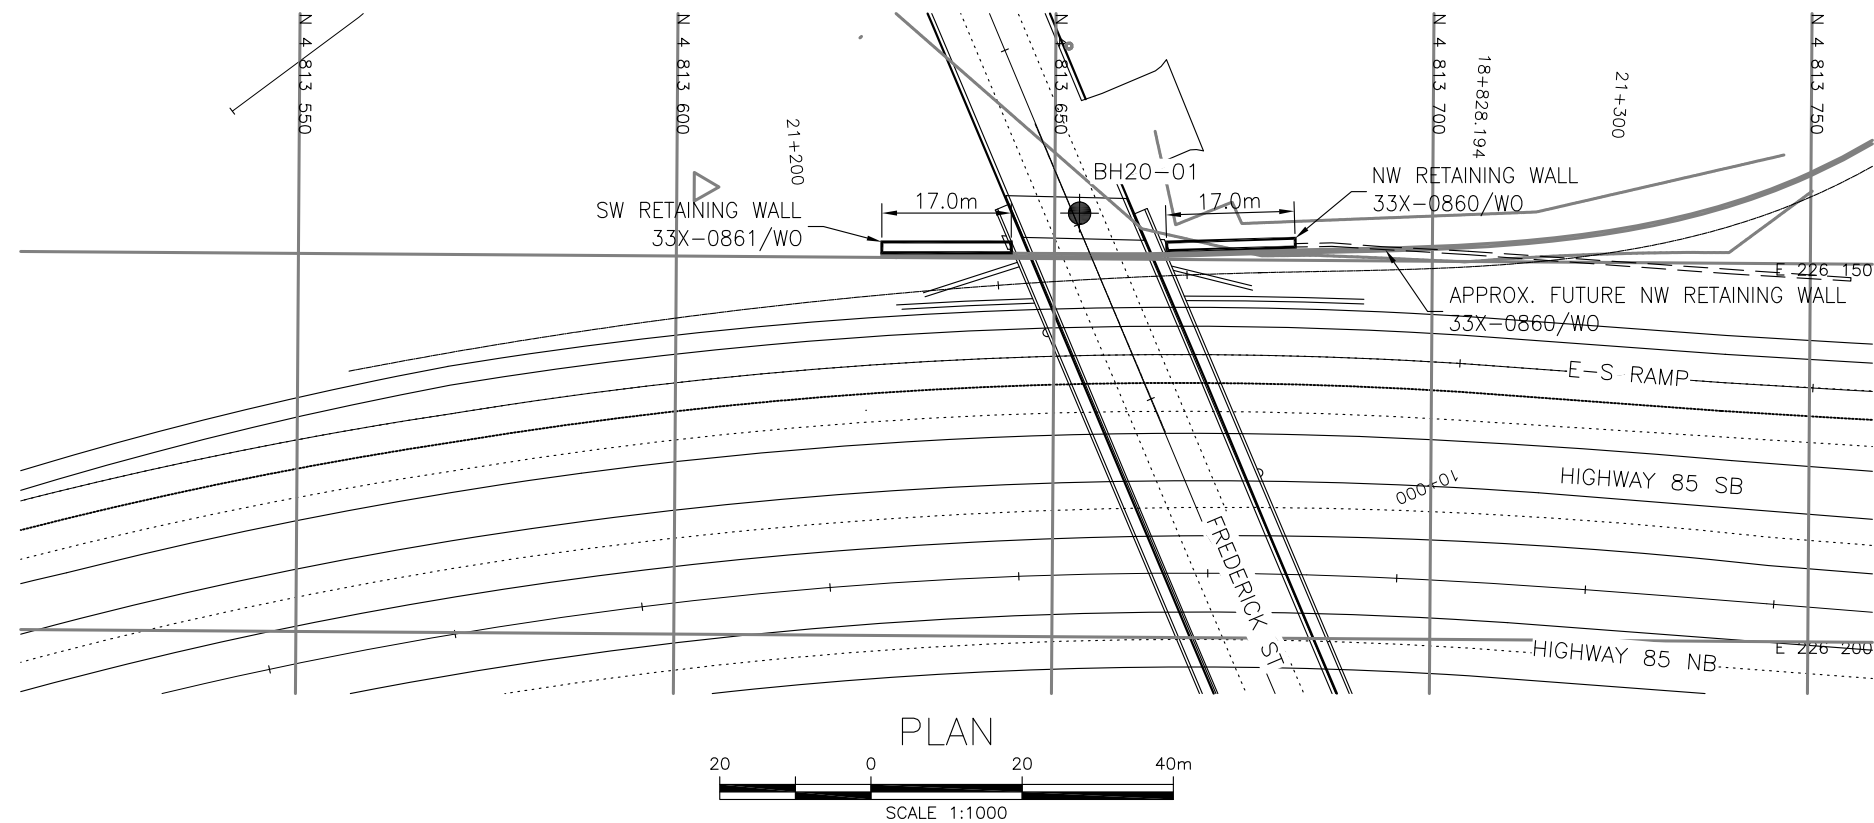 N 4 813 550
N 4 813 600
N 4 813 650
N 4 813 700
N 4 813 750
18+828.194
21+300
21+200
BH20-01
NW RETAINING WALL
33X-0860/WO
17.0m
17.0m
SW RETAINING WALL
33X-0861/WO
E 226 150
APPROX. FUTURE NW RETAINING WALL
33X-0860/WO
E-S RAMP
HIGHWAY 85 SB
10+000
FREDERICK ST
HIGHWAY 85 NB
E 226 200
PLAN
20 0 20 40m
SCALE 1:1000